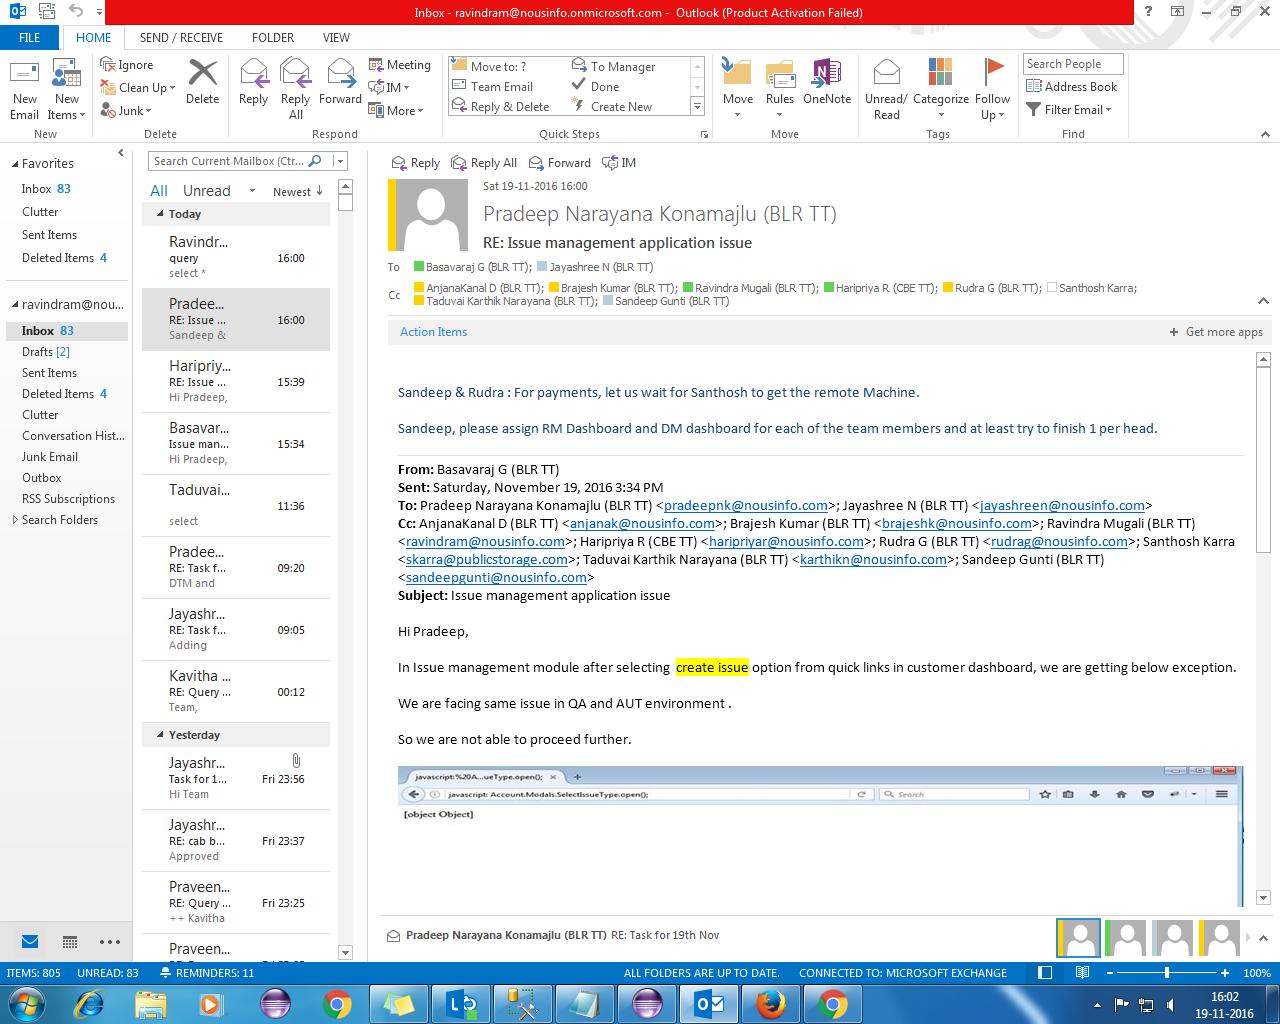 Inbox - ravindram@nousinfo.onmicrosoft.com - Outlook (Product Activation Failed)
FILE HOME SEND / RECEIVE FOLDER VIEW
New Email
New Items
Ignore
Clean Up
Junk
Delete
Reply
Reply All
Forward
Meeting
IM
More
Move to: ?
Team Email
Reply & Delete
To Manager
Done
Create New
Move
Rules
OneNote
Unread/ Read
Categorize
Follow Up
Search People
Address Book
Filter Email
New Delete Respond Quick Steps Move Tags Find
Favorites
Inbox 83
Clutter
Sent Items
Deleted Items 4
ravindram@nou...
Inbox 83
Drafts [2]
Sent Items
Deleted Items 4
Clutter
Conversation Hist...
Junk Email
Outbox
RSS Subscriptions
Search Folders
Search Current Mailbox (Ctr...
All Unread Newest
Today
Ravindr...
query 16:00
select *
Pradee...
RE: Issue ... 16:00
Sandeep &
Haripriy...
RE: Issue ... 15:39
Hi Pradeep,
Basavar...
Issue man... 15:34
Hi Pradeep,
Taduvai...
11:36
select
Pradee...
RE: Task f... 09:20
DTM and
Jayashr...
RE: Task f... 09:05
Adding
Kavitha ...
RE: Query ... 00:12
Team,
Yesterday
Jayashr...
Task for 1... Fri 23:56
Hi Team
Jayashr...
RE: cab b... Fri 23:37
Approved
Praveen...
RE: Query ... Fri 23:25
++ Kavitha
Praveen...
Reply Reply All Forward IM
Sat 19-11-2016 16:00
Pradeep Narayana Konamajlu (BLR TT)
RE: Issue management application issue
To Basavaraj G (BLR TT); Jayashree N (BLR TT)
Cc AnjanaKanal D (BLR TT); Brajesh Kumar (BLR TT); Ravindra Mugali (BLR TT); Haripriya R (CBE TT); Rudra G (BLR TT); Santhosh Karra;
Taduvai Karthik Narayana (BLR TT); Sandeep Gunti (BLR TT)
Action Items + Get more apps
Sandeep & Rudra : For payments, let us wait for Santhosh to get the remote Machine.
Sandeep, please assign RM Dashboard and DM dashboard for each of the team members and at least try to finish 1 per head.
From: Basavaraj G (BLR TT)
Sent: Saturday, November 19, 2016 3:34 PM
To: Pradeep Narayana Konamajlu (BLR TT) <pradeepnk@nousinfo.com>; Jayashree N (BLR TT) <jayashreen@nousinfo.com>
Cc: AnjanaKanal D (BLR TT) <anjanak@nousinfo.com>; Brajesh Kumar (BLR TT) <brajeshk@nousinfo.com>; Ravindra Mugali (BLR TT)
<ravindram@nousinfo.com>; Haripriya R (CBE TT) <haripriyar@nousinfo.com>; Rudra G (BLR TT) <rudrag@nousinfo.com>; Santhosh Karra
<skarra@publicstorage.com>; Taduvai Karthik Narayana (BLR TT) <karthikn@nousinfo.com>; Sandeep Gunti (BLR TT)
<sandeepgunti@nousinfo.com>
Subject: Issue management application issue
Hi Pradeep,
In Issue management module after selecting create issue option from quick links in customer dashboard, we are getting below exception.
We are facing same issue in QA and AUT environment .
So we are not able to proceed further.
javascript:%20A...ueType.open();
javascript: Account.Modals.SelectIssueType.open();
Search
[object Object]
Pradeep Narayana Konamajlu (BLR TT) RE: Task for 19th Nov
ITEMS: 805 UNREAD: 83 REMINDERS: 11 ALL FOLDERS ARE UP TO DATE. CONNECTED TO: MICROSOFT EXCHANGE 100%
16:02
19-11-2016